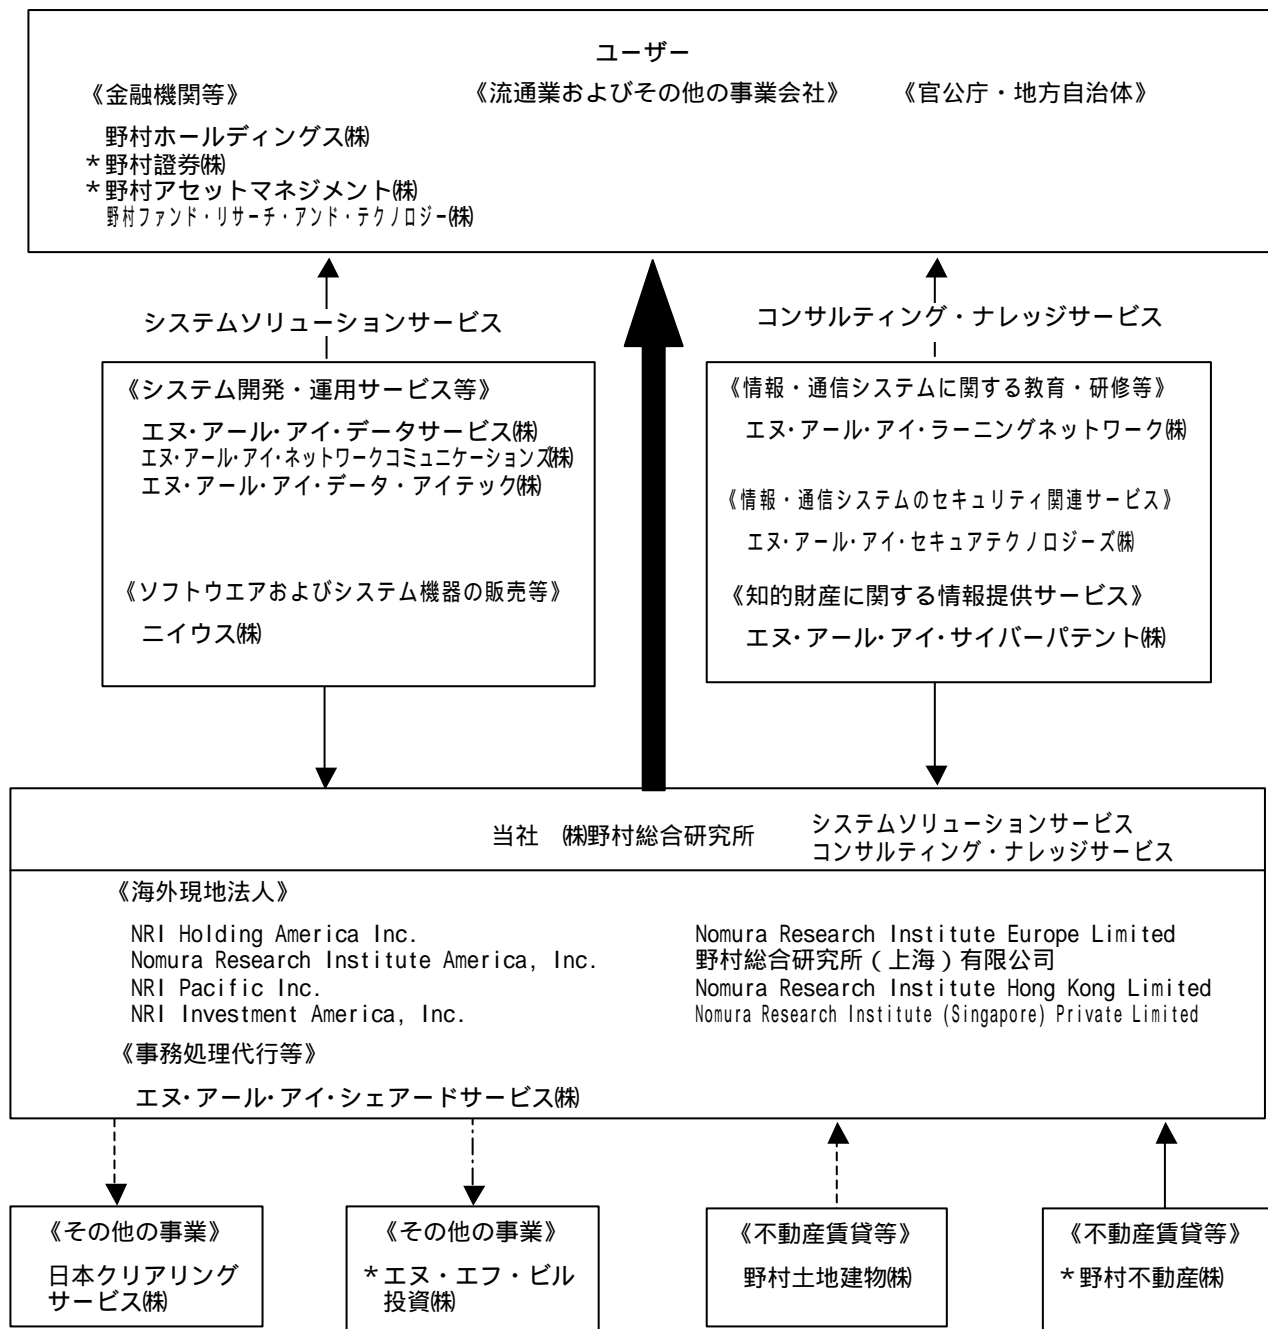 ユーザー
《金融機関等》
《流通業およびその他の事業会社》
《官公庁・地方自治体》
野村ホールディングス㈱
*野村證券㈱
*野村アセットマネジメント㈱
野村ファンド・リサーチ・アンド・テクノロジー㈱
システムソリューションサービス
コンサルティング・ナレッジサービス
《システム開発・運用サービス等》
エヌ・アール・アイ・データサービス㈱
エヌ・アール・アイ・ネットワークコミュニケーションズ㈱
エヌ・アール・アイ・データ・アイテック㈱
《ソフトウエアおよびシステム機器の販売等》
ニイウス㈱
《情報・通信システムに関する教育・研修等》
エヌ・アール・アイ・ラーニングネットワーク㈱
《情報・通信システムのセキュリティ関連サービス》
エヌ・アール・アイ・セキュアテクノロジーズ㈱
《知的財産に関する情報提供サービス》
エヌ・アール・アイ・サイバーパテント㈱
当社 ㈱野村総合研究所
システムソリューションサービス
コンサルティング・ナレッジサービス
《海外現地法人》
NRI Holding America Inc.
Nomura Research Institute America, Inc.
NRI Pacific Inc.
NRI Investment America, Inc.
Nomura Research Institute Europe Limited
野村総合研究所（上海）有限公司
Nomura Research Institute Hong Kong Limited
Nomura Research Institute (Singapore) Private Limited
《事務処理代行等》
エヌ・アール・アイ・シェアードサービス㈱
《その他の事業》
日本クリアリング
サービス㈱
《その他の事業》
*エヌ・エフ・ビル
投資㈱
《不動産賃貸等》
野村土地建物㈱
《不動産賃貸等》
*野村不動産㈱